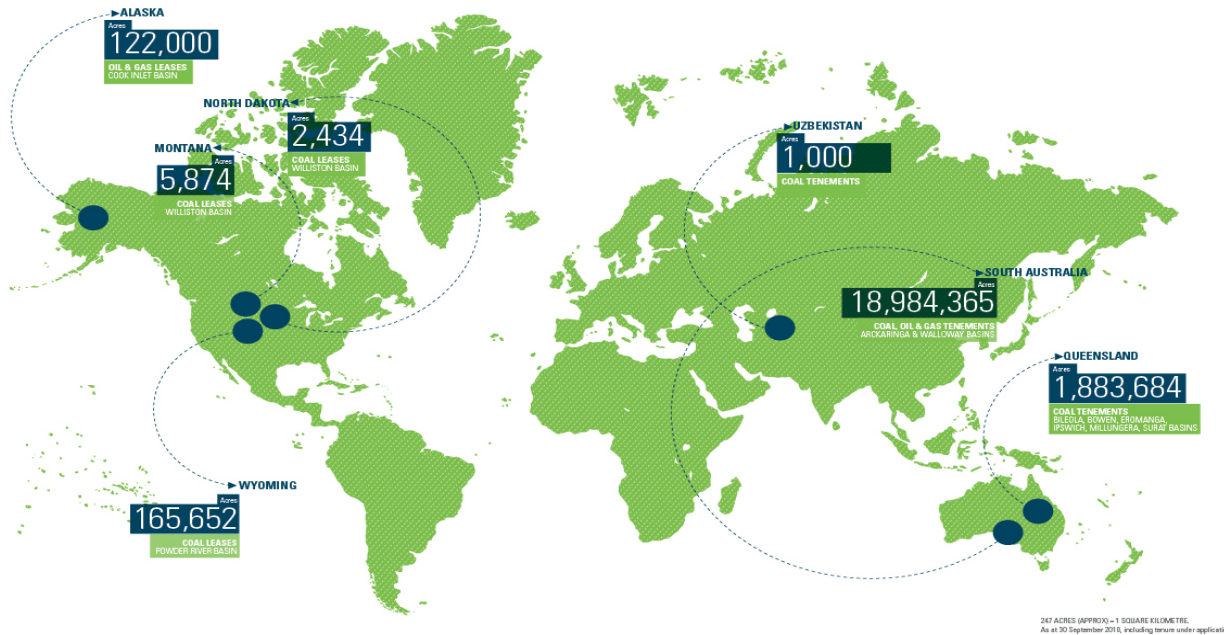 ALASKA
Acres
122,000
OIL & GAS LEASES
COOK INLET BASIN
NORTH DAKOTA
Acres
2,434
COAL LEASES
WILLISTON BASIN
MONTANA
Acres
5,874
COAL LEASES
WILLISTON BASIN
UZBEKISTAN
Acres
1,000
COAL TENEMENTS
SOUTH AUSTRALIA
Acres
18,984,365
COAL, OIL & GAS TENEMENTS
ARCKARINGA & WALLOWAY BASINS
QUEENSLAND
Acres
1,883,684
COAL TENEMENTS
BILEOLA, BOWEN, EROMANGA,
IPSWICH, MILLUNGERA, SURAT BASINS
WYOMING
Acres
165,652
COAL LEASES
POWDER RIVER BASIN
247 ACRES (APPROX) = 1 SQUARE KILOMETRE.
As at 30 September 2010, including tenure under applicati